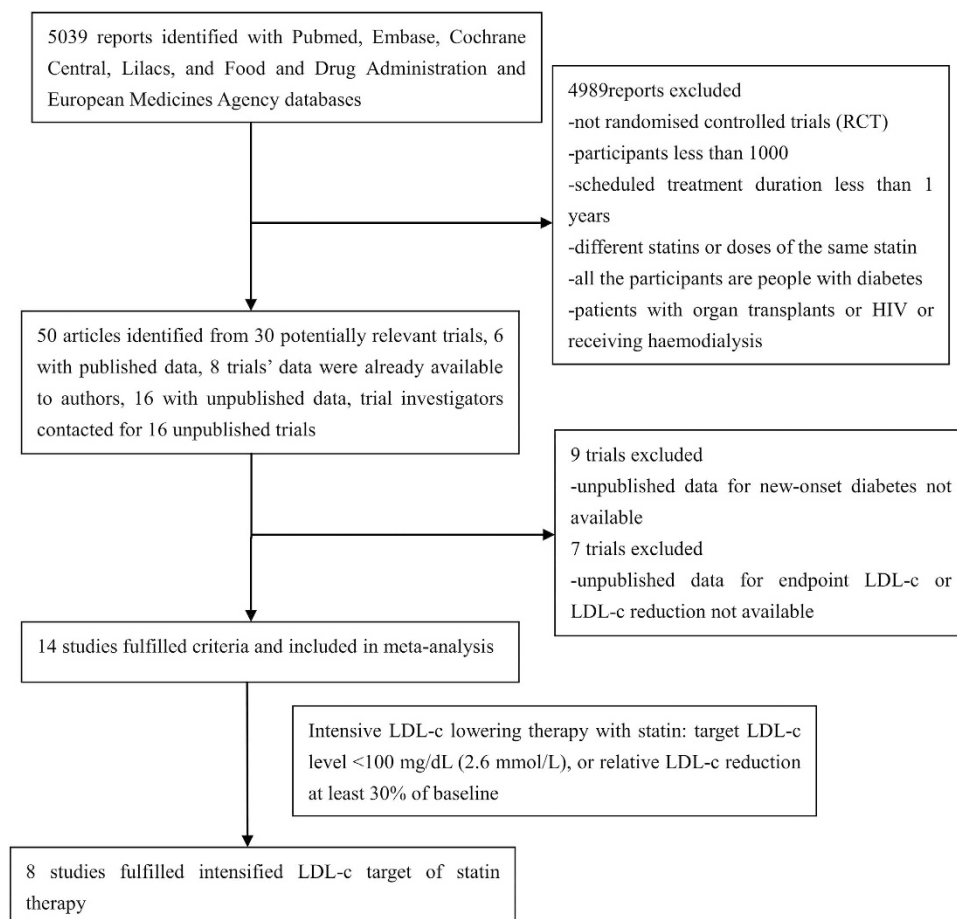 5039 reports identified with Pubmed, Embase, Cochrane
Central, Lilacs, and Food and Drug Administration and
European Medicines Agency databases
4989reports excluded
-not randomised controlled trials (RCT)
-participants less than 1000
-scheduled treatment duration less than 1
years
-different statins or doses of the same statin
-all the participants are people with diabetes
-patients with organ transplants or HIV or
receiving haemodialysis
50 articles identified from 30 potentially relevant trials, 6
with published data, 8 trials’ data were already available
to authors, 16 with unpublished data, trial investigators
contacted for 16 unpublished trials
9 trials excluded
-unpublished data for new-onset diabetes not
available
7 trials excluded
-unpublished data for endpoint LDL-c or
LDL-c reduction not available
14 studies fulfilled criteria and included in meta-analysis
Intensive LDL-c lowering therapy with statin: target LDL-c
level <100 mg/dL (2.6 mmol/L), or relative LDL-c reduction
at least 30% of baseline
8 studies fulfilled intensified LDL-c target of statin
therapy